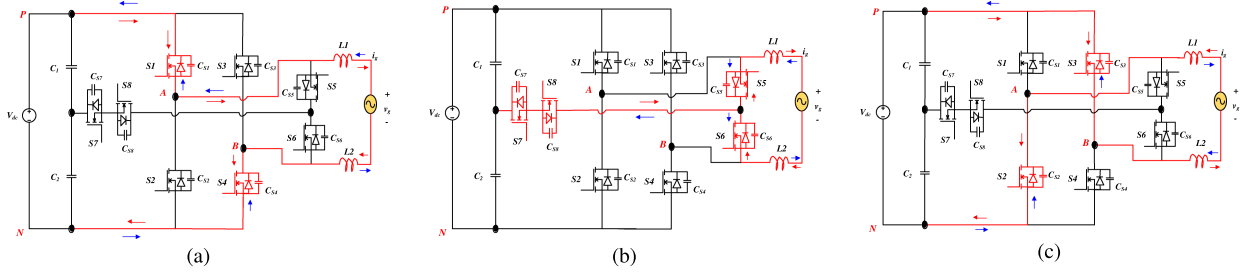 P
S1
C_S1
S3
C_S3
L1
i_g
C_1
C_S7
S8
A
C_S5
S5
V_dc
+
v_g
-
S7
C_S8
S6
C_S6
B
L2
C_2
S2
C_S2
S4
C_S4
N
(a)
P
S1
C_S1
S3
C_S3
L1
i_g
C_1
C_S7
S8
A
C_S5
S5
V_dc
+
v_g
-
S7
C_S8
S6
C_S6
B
L2
C_2
S2
C_S2
S4
C_S4
N
(b)
P
S1
C_S1
S3
C_S3
L1
i_g
C_1
C_S7
S8
A
C_S5
S5
V_dc
+
v_g
-
S7
C_S8
S6
C_S6
B
L2
C_2
S2
C_S2
S4
C_S4
N
(c)